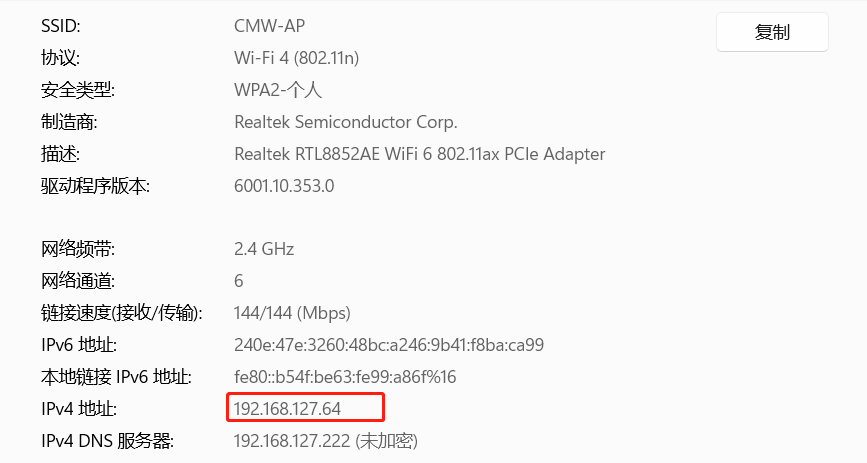 SSID: CMW-AP
复制
协议: Wi-Fi 4 (802.11n)
安全类型: WPA2-个人
制造商: Realtek Semiconductor Corp.
描述: Realtek RTL8852AE WiFi 6 802.11ax PCIe Adapter
驱动程序版本: 6001.10.353.0
网络频带: 2.4 GHz
网络通道: 6
链接速度(接收/传输): 144/144 (Mbps)
IPv6 地址: 240e:47e:3260:48bc:a246:9b41:f8ba:ca99
本地链接 IPv6 地址: fe80::b54f:be63:fe99:a86f%16
IPv4 地址: 192.168.127.64
IPv4 DNS 服务器: 192.168.127.222 (未加密)